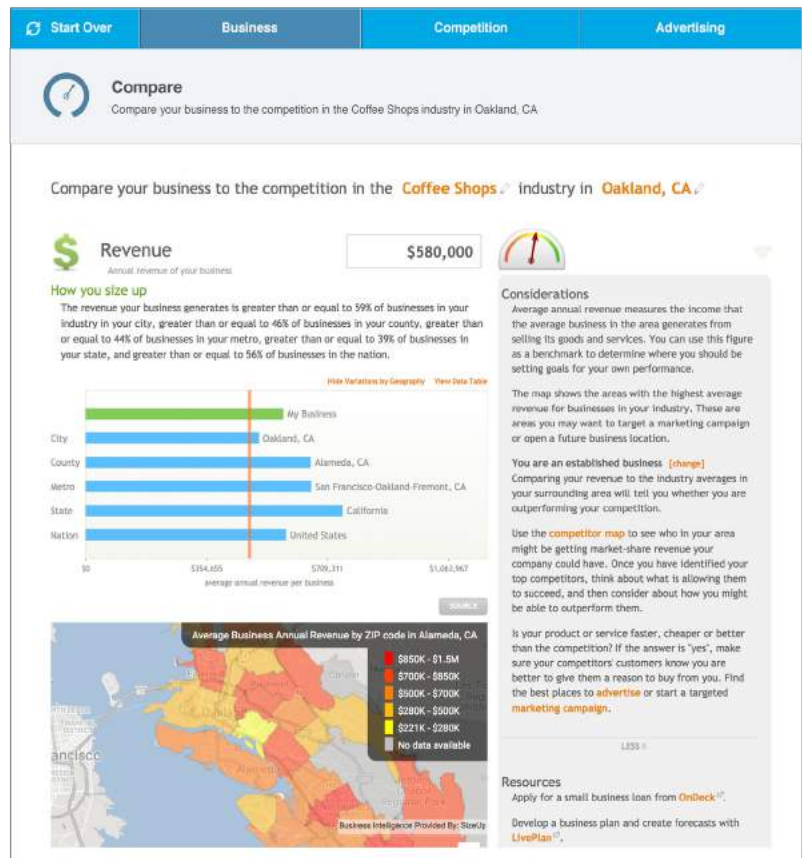 Start Over
Business
Competition
Advertising
Compare
Compare your business to the competition in the Coffee Shops industry in Oakland, CA
Compare your business to the competition in the Coffee Shops industry in Oakland, CA
Revenue
Annual revenue of your business
$580,000
How you size up
The revenue your business generates is greater than or equal to 59% of businesses in your
industry in your city, greater than or equal to 46% of businesses in your county, greater than
or equal to 44% of businesses in your metro, greater than or equal to 39% of businesses in
your state, and greater than or equal to 56% of businesses in the nation.
Hide Variations by Geography View Data Table
My Business
City Oakland, CA
County Alameda, CA
Metro San Francisco-Oakland-Fremont, CA
State California
Nation United States
$0 $354,655 $709,311 $1,063,967
average annual revenue per business
SOURCE
Average Business Annual Revenue by ZIP code in Alameda, CA
$850K - $1.5M
$700K - $850K
$500K - $700K
$280K - $500K
$221K - $280K
No data available
Alameda
Business Intelligence Provided By: SizeUp
Considerations
Average annual revenue measures the income that
the average business in the area generates from
selling its goods and services. You can use this figure
as a benchmark to determine where you should be
setting goals for your own performance.
The map shows the areas with the highest average
revenue for businesses in your industry. These are
areas you may want to target a marketing campaign
or open a future business location.
You are an established business [change]
Comparing your revenue to the industry averages in
your surrounding area will tell you whether you are
outperforming your competition.
Use the competitor map to see who in your area
might be getting market-share revenue your
company could have. Once you have identified your
top competitors, think about what is allowing them
to succeed, and then consider about how you might
be able to outperform them.
Is your product or service faster, cheaper or better
than the competition? If the answer is "yes", make
sure your competitors' customers know you are
better to give them a reason to buy from you. Find
the best places to advertise or start a targeted
marketing campaign.
LESS
Resources
Apply for a small business loan from OnDeck.
Develop a business plan and create forecasts with
LivePlan.